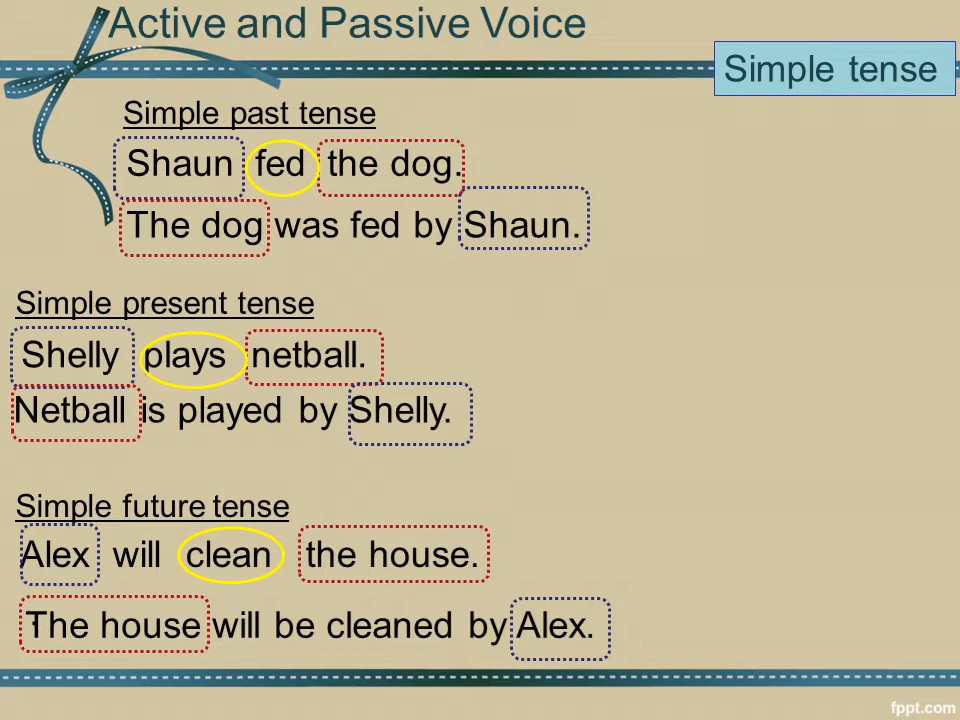 Active and Passive Voice
Simple tense
Simple past tense
Shaun fed the dog.
The dog was fed by Shaun.
Simple present tense
Shelly plays netball.
Netball is played by Shelly.
Simple future tense
Alex will clean the house.
The house will be cleaned by Alex.
fppt.com